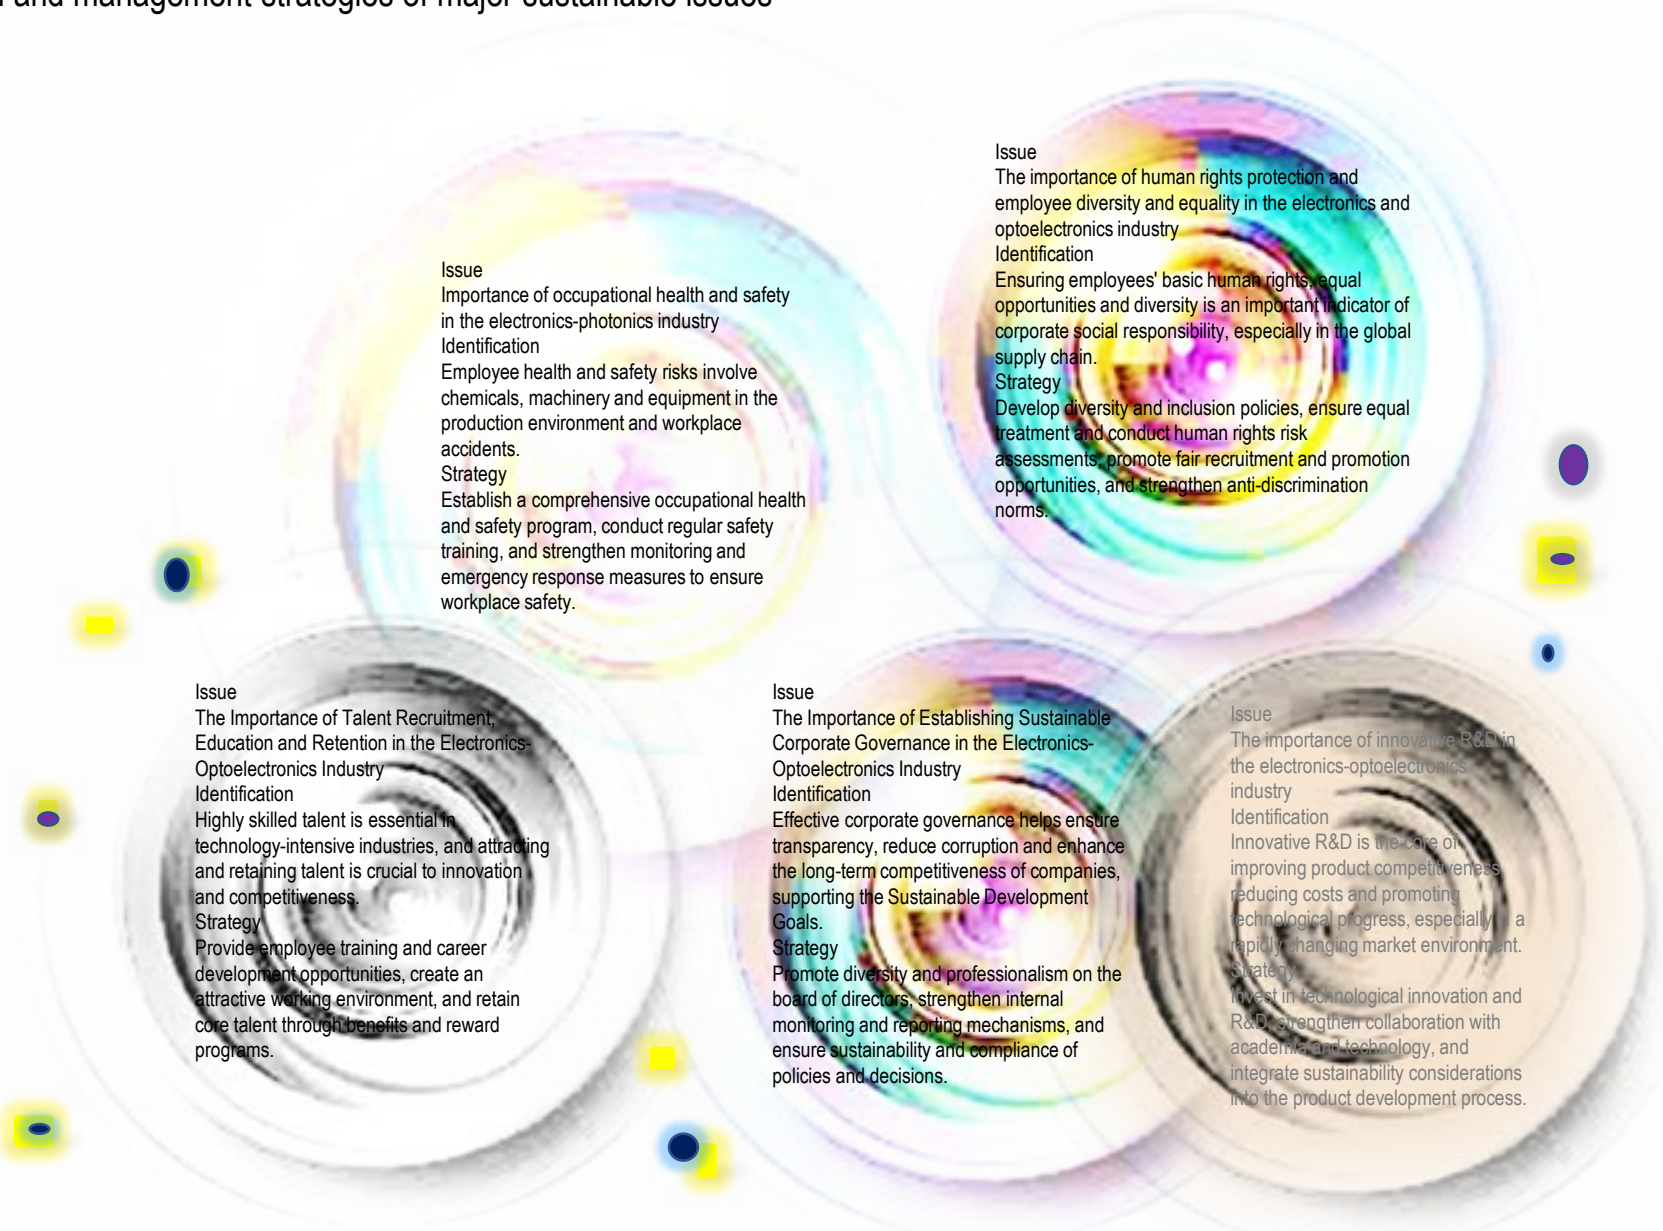 and management strategies of major sustainable issues
Issue
Importance of occupational health and safety
in the electronics-photonics industry
Identification
Employee health and safety risks involve
chemicals, machinery and equipment in the
production environment and workplace
accidents.
Strategy
Establish a comprehensive occupational health
and safety program, conduct regular safety
training, and strengthen monitoring and
emergency response measures to ensure
workplace safety.
Issue
The importance of human rights protection and
employee diversity and equality in the electronics and
optoelectronics industry
Identification
Ensuring employees' basic human rights, equal
opportunities and diversity is an important indicator of
corporate social responsibility, especially in the global
supply chain.
Strategy
Develop diversity and inclusion policies, ensure equal
treatment and conduct human rights risk
assessments, promote fair recruitment and promotion
opportunities, and strengthen anti-discrimination
norms.
Issue
The Importance of Talent Recruitment,
Education and Retention in the Electronics-
Optoelectronics Industry
Identification
Highly skilled talent is essential in
technology-intensive industries, and attracting
and retaining talent is crucial to innovation
and competitiveness.
Strategy
Provide employee training and career
development opportunities, create an
attractive working environment, and retain
core talent through benefits and reward
programs.
Issue
The Importance of Establishing Sustainable
Corporate Governance in the Electronics-
Optoelectronics Industry
Identification
Effective corporate governance helps ensure
transparency, reduce corruption and enhance
the long-term competitiveness of companies,
supporting the Sustainable Development
Goals.
Strategy
Promote diversity and professionalism on the
board of directors, strengthen internal
monitoring and reporting mechanisms, and
ensure sustainability and compliance of
policies and decisions.
Issue
The importance of innovative R&D in
the electronics-optoelectronics
industry
Identification
Innovative R&D is the core of
improving product competitiveness,
reducing costs and promoting
technological progress, especially in a
rapidly changing market environment.
Strategy
Invest in technological innovation and
R&D, strengthen collaboration with
academia and technology, and
integrate sustainability considerations
into the product development process.